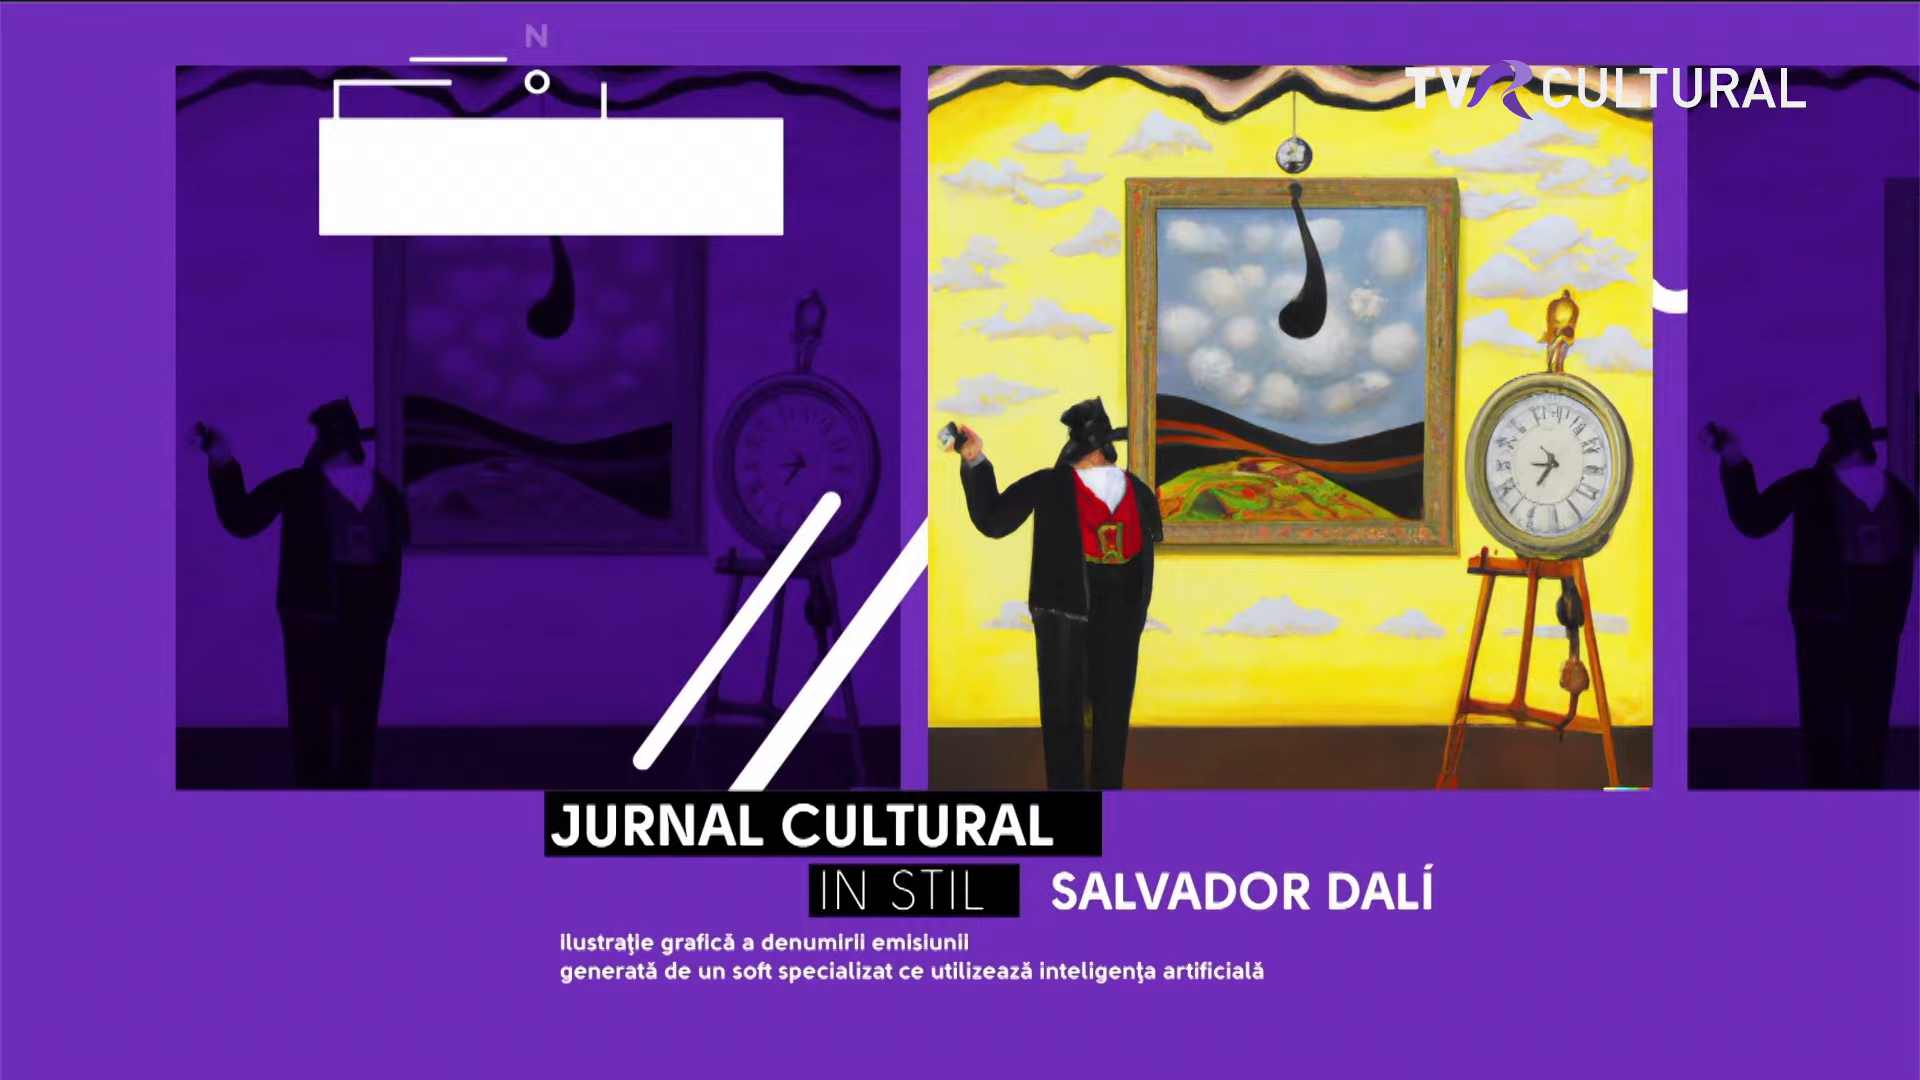 N
TVR CULTURAL
JURNAL CULTURAL
IN STIL SALVADOR DALÍ
ilustraţie grafică a denumirii emisiunii
generată de un soft specializat ce utilizează inteligenţa artificială